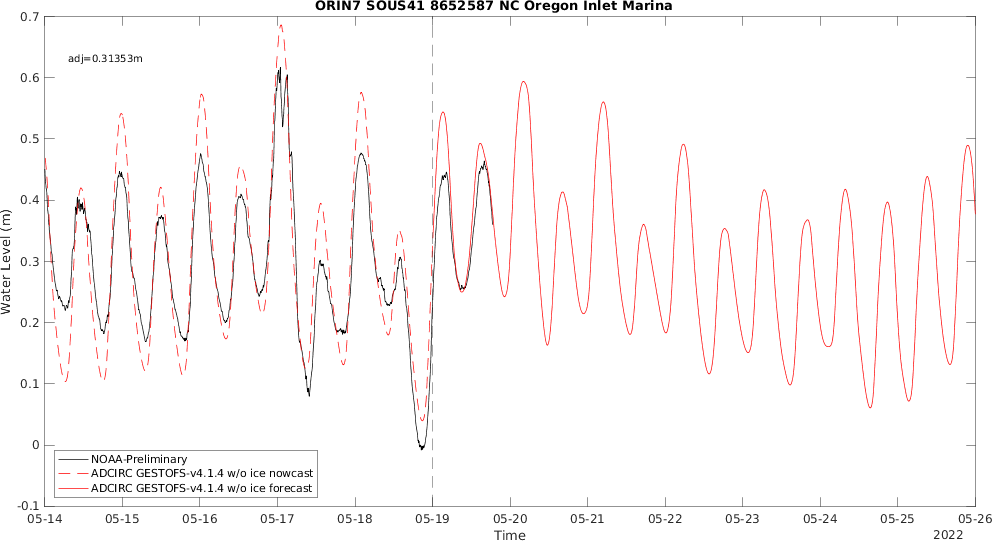 ORIN7 SOUS41 8652587 NC Oregon Inlet Marina
adj=0.31353m
0.7
0.6
0.5
0.4
0.3
0.2
0.1
0
-0.1
Water Level (m)
NOAA-Preliminary
ADCIRC GESTOFS-v4.1.4 w/o ice nowcast
ADCIRC GESTOFS-v4.1.4 w/o ice forecast
05-14 05-15 05-16 05-17 05-18 05-19 05-20 05-21 05-22 05-23 05-24 05-25 05-26
Time
2022